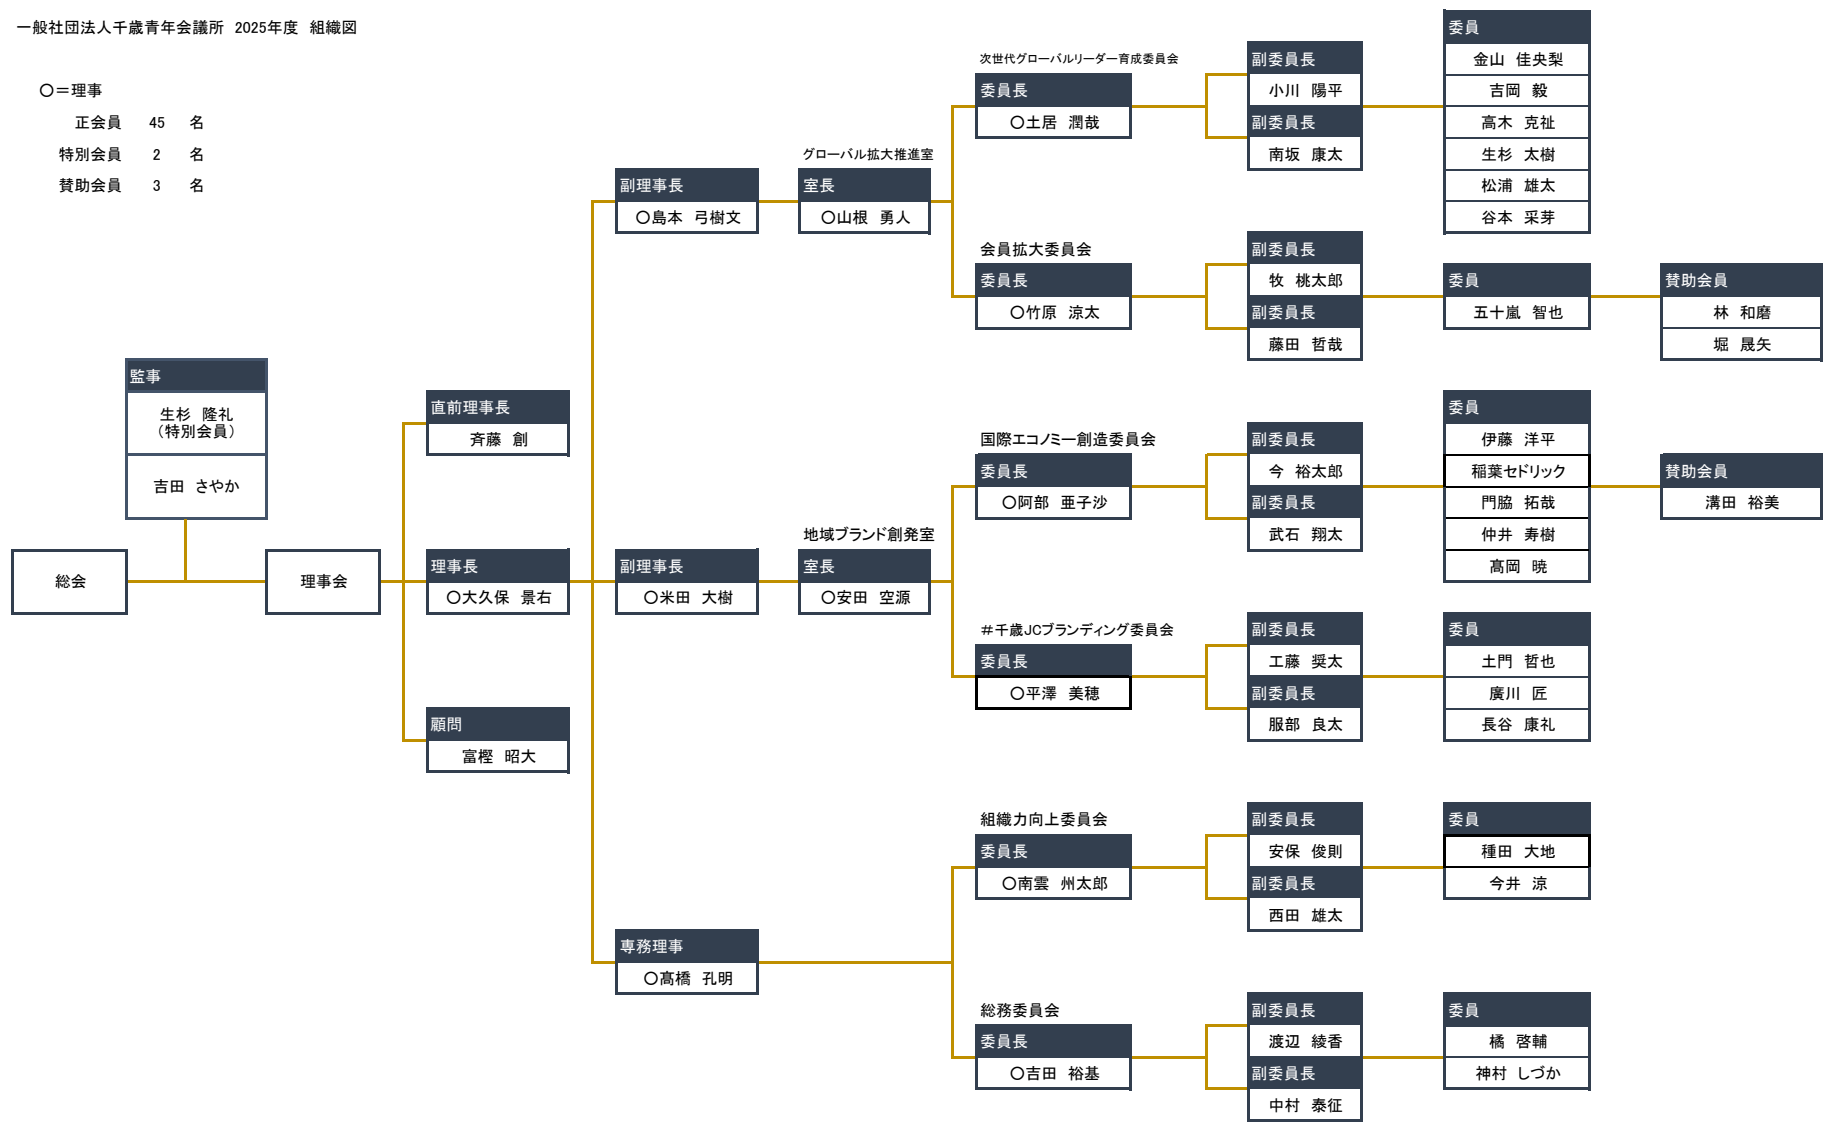 一般社団法人千歳青年会議所 2025年度 組織図
〇＝理事
正会員 45 名
特別会員 2 名
賛助会員 3 名
総会
監事
生杉 隆礼
（特別会員）
吉田 さやか
理事会
直前理事長
斉藤 創
理事長
〇大久保 景右
顧問
富樫 昭大
副理事長
〇島本 弓樹文
グローバル拡大推進室
室長
〇山根 勇人
次世代グローバルリーダー育成委員会
委員長
〇土居 潤哉
副委員長
小川 陽平
副委員長
南坂 康太
委員
金山 佳央梨
吉岡 毅
高木 克祉
生杉 太樹
松浦 雄太
谷本 采芽
会員拡大委員会
委員長
〇竹原 涼太
副委員長
牧 桃太郎
副委員長
藤田 哲哉
委員
五十嵐 智也
賛助会員
林 和磨
堀 晟矢
副理事長
〇米田 大樹
地域ブランド創発室
室長
〇安田 空源
国際エコノミー創造委員会
委員長
〇阿部 亜子沙
副委員長
今 裕太郎
副委員長
武石 翔太
委員
伊藤 洋平
稲葉セドリック
門脇 拓哉
仲井 寿樹
髙岡 暁
賛助会員
溝田 裕美
＃千歳JCブランディング委員会
委員長
〇平澤 美穂
副委員長
工藤 奨太
副委員長
服部 良太
委員
土門 哲也
廣川 匠
長谷 康礼
専務理事
〇髙橋 孔明
組織力向上委員会
委員長
〇南雲 州太郎
副委員長
安保 俊則
副委員長
西田 雄太
委員
種田 大地
今井 涼
総務委員会
委員長
〇吉田 裕基
副委員長
渡辺 綾香
副委員長
中村 泰征
委員
橘 啓輔
神村 しづか